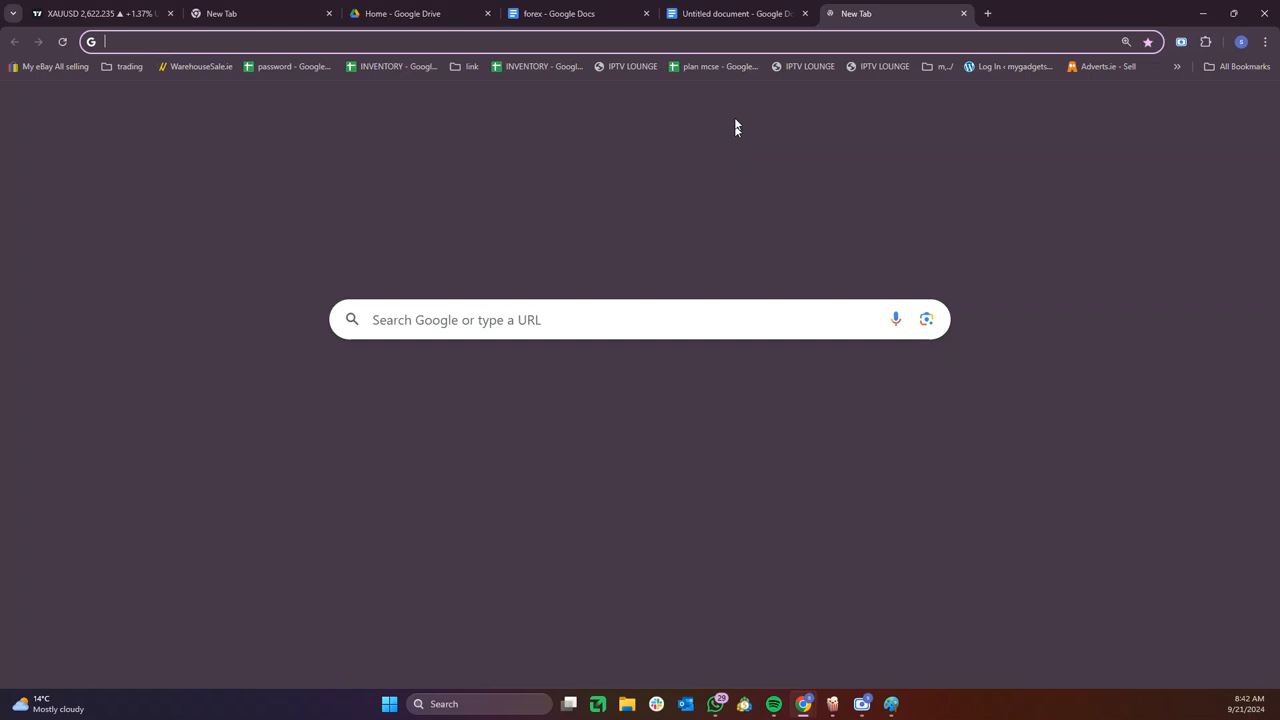 XAUUSD 2,622.235 ▲ +1.37% U
New Tab
Home - Google Drive
forex - Google Docs
Untitled document - Google Do
New Tab
My eBay All selling
trading
WarehouseSale.ie
password - Google...
INVENTORY - Googl...
link
INVENTORY - Googl...
IPTV LOUNGE
plan mcse - Google...
IPTV LOUNGE
IPTV LOUNGE
m,../
Log In ‹ mygadgets...
Adverts.ie - Sell
All Bookmarks
Search Google or type a URL
14°C
Mostly cloudy
Search
29
8:42 AM
9/21/2024